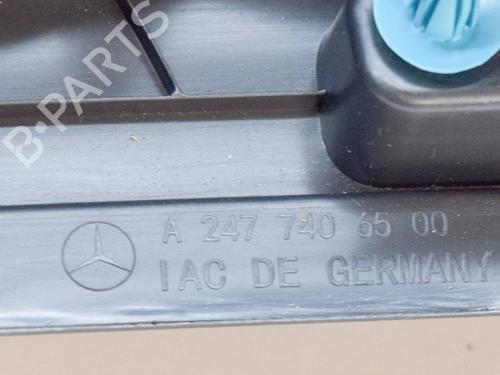 B-PARTS
A 247 740 65 00
IAC DE GERMANY